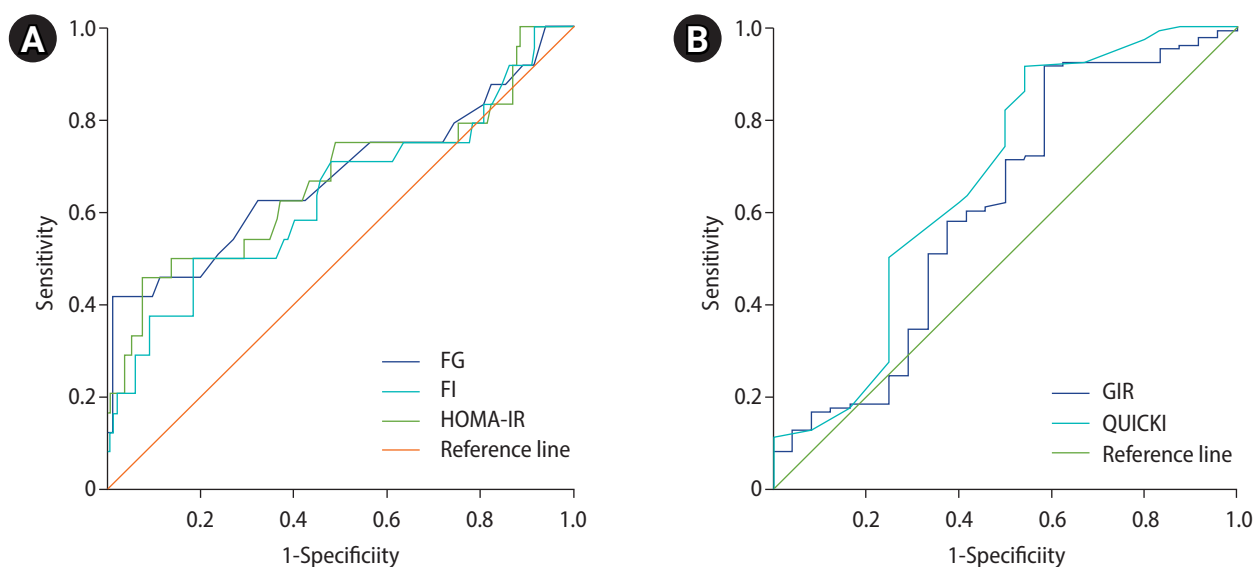 A
1.0
0.8
0.6
0.4
0.2
0
Sensitivity
FG
FI
HOMA-IR
Reference line
0.2 0.4 0.6 0.8 1.0
1-Specificiity
B
1.0
0.8
0.6
0.4
0.2
0
Sensitivity
GIR
QUICKI
Reference line
0.2 0.4 0.6 0.8 1.0
1-Specificiity